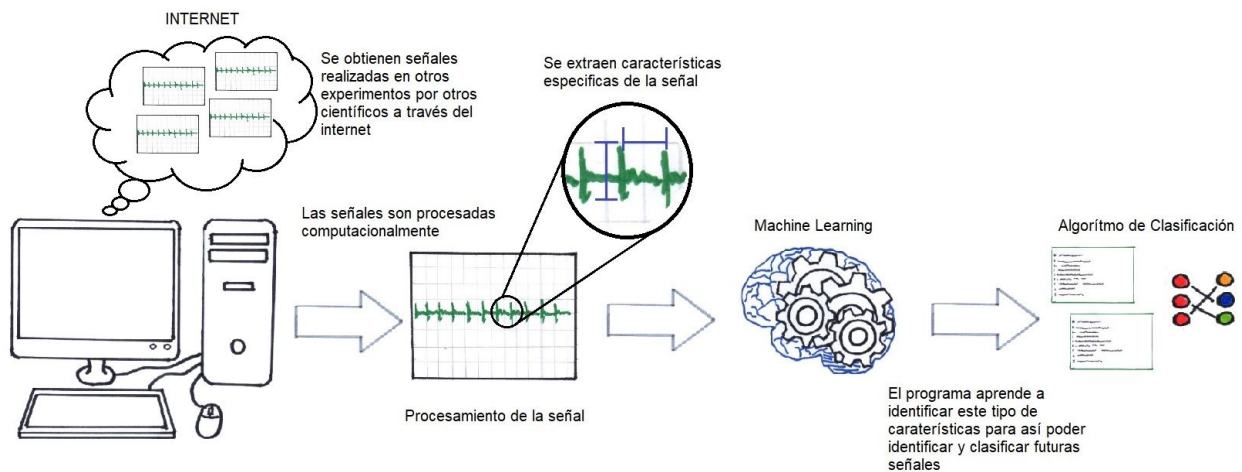 INTERNET
Se obtienen señales
realizadas en otros
experimentos por otros
científicos a través del
internet
Se extraen características
especificas de la señal
Las señales son procesadas
computacionalmente
Procesamiento de la señal
Machine Learning
El programa aprende a
identificar este tipo de
caraterísticas para así poder
identificar y clasificar futuras
señales
Algorítmo de Clasificación